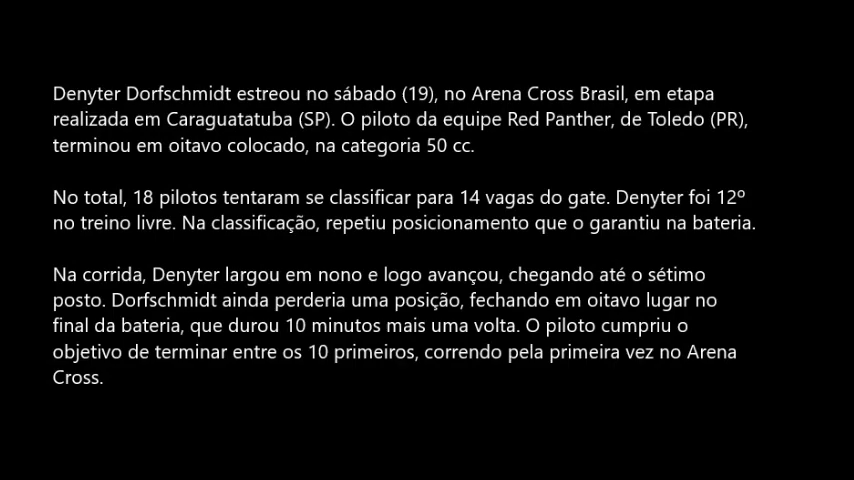 Denyter Dorfschmidt estreou no sábado (19), no Arena Cross Brasil, em etapa
realizada em Caraguatatuba (SP). O piloto da equipe Red Panther, de Toledo (PR),
terminou em oitavo colocado, na categoria 50 cc.
No total, 18 pilotos tentaram se classificar para 14 vagas do gate. Denyter foi 12º
no treino livre. Na classificação, repetiu posicionamento que o garantiu na bateria.
Na corrida, Denyter largou em nono e logo avançou, chegando até o sétimo
posto. Dorfschmidt ainda perderia uma posição, fechando em oitavo lugar no
final da bateria, que durou 10 minutos mais uma volta. O piloto cumpriu o
objetivo de terminar entre os 10 primeiros, correndo pela primeira vez no Arena
Cross.